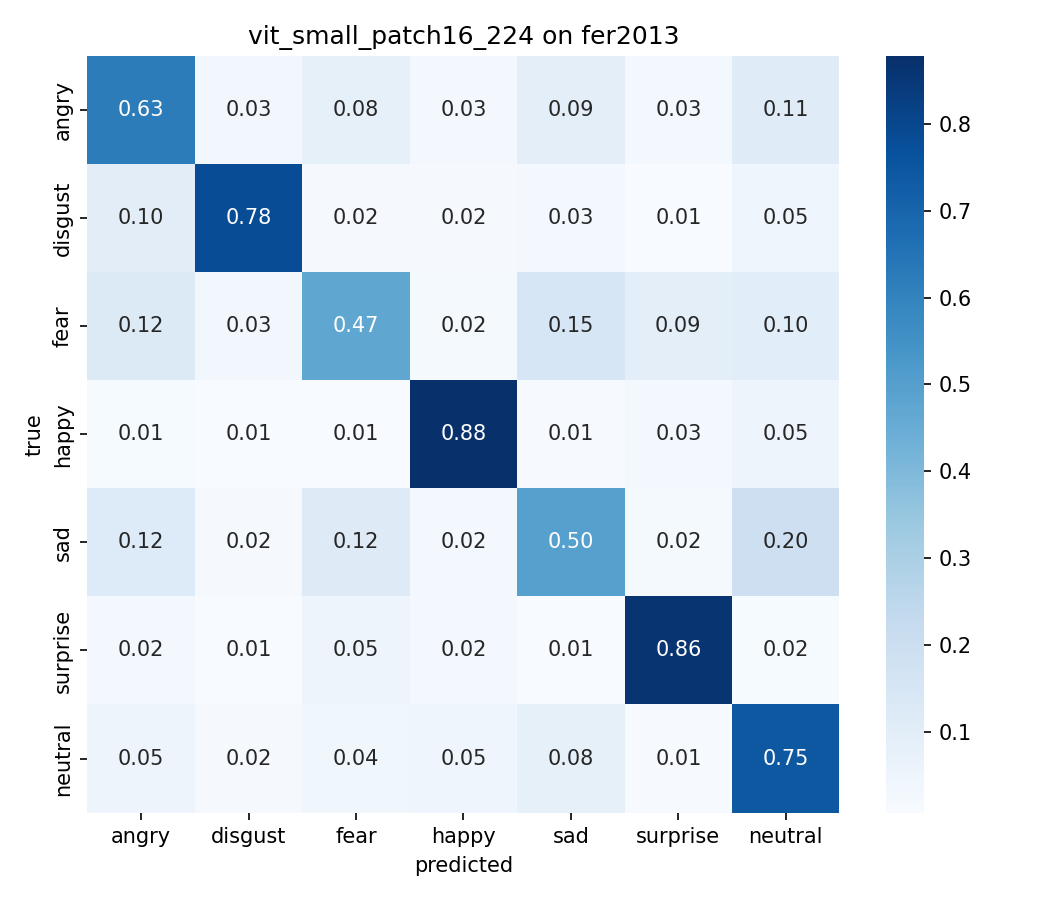 vit_small_patch16_224 on fer2013
angry 0.63 0.03 0.08 0.03 0.09 0.03 0.11
disgust 0.10 0.78 0.02 0.02 0.03 0.01 0.05
fear 0.12 0.03 0.47 0.02 0.15 0.09 0.10
happy 0.01 0.01 0.01 0.88 0.01 0.03 0.05
sad 0.12 0.02 0.12 0.02 0.50 0.02 0.20
surprise 0.02 0.01 0.05 0.02 0.01 0.86 0.02
neutral 0.05 0.02 0.04 0.05 0.08 0.01 0.75
true
angry disgust fear happy sad surprise neutral
predicted
0.8
0.7
0.6
0.5
0.4
0.3
0.2
0.1